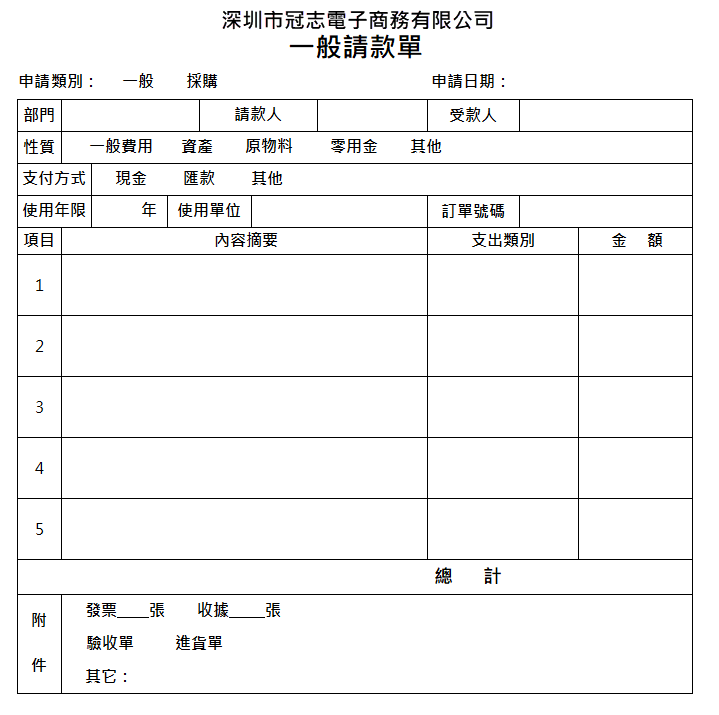 深圳市冠志電子商務有限公司
一般請款單
申請類別： 一般 採購 申請日期：
部門 請款人 受款人
性質 一般費用 資產 原物料 零用金 其他
支付方式 現金 匯款 其他
使用年限 年 使用單位 訂單號碼
項目 內容摘要 支出類別 金 額
1
2
3
4
5
總 計
附件
發票____張 收據_____張
驗收單 進貨單
其它：